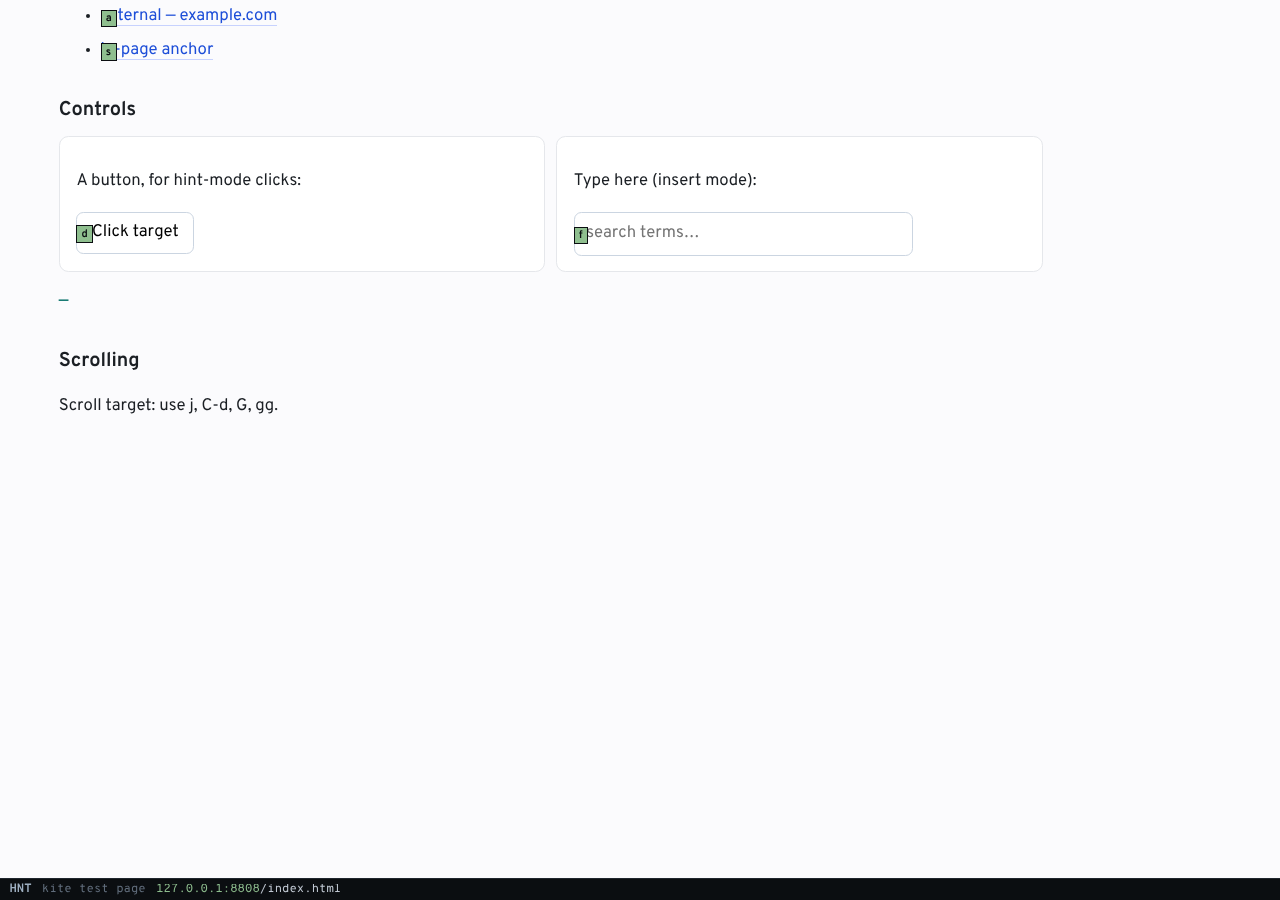 a ternal — example.com
s -page anchor
Controls
A button, for hint-mode clicks:
d Click target
Type here (insert mode):
f search terms…
—
Scrolling
Scroll target: use j, C-d, G, gg.
HNT kite test page 127.0.0.1:8808/index.html